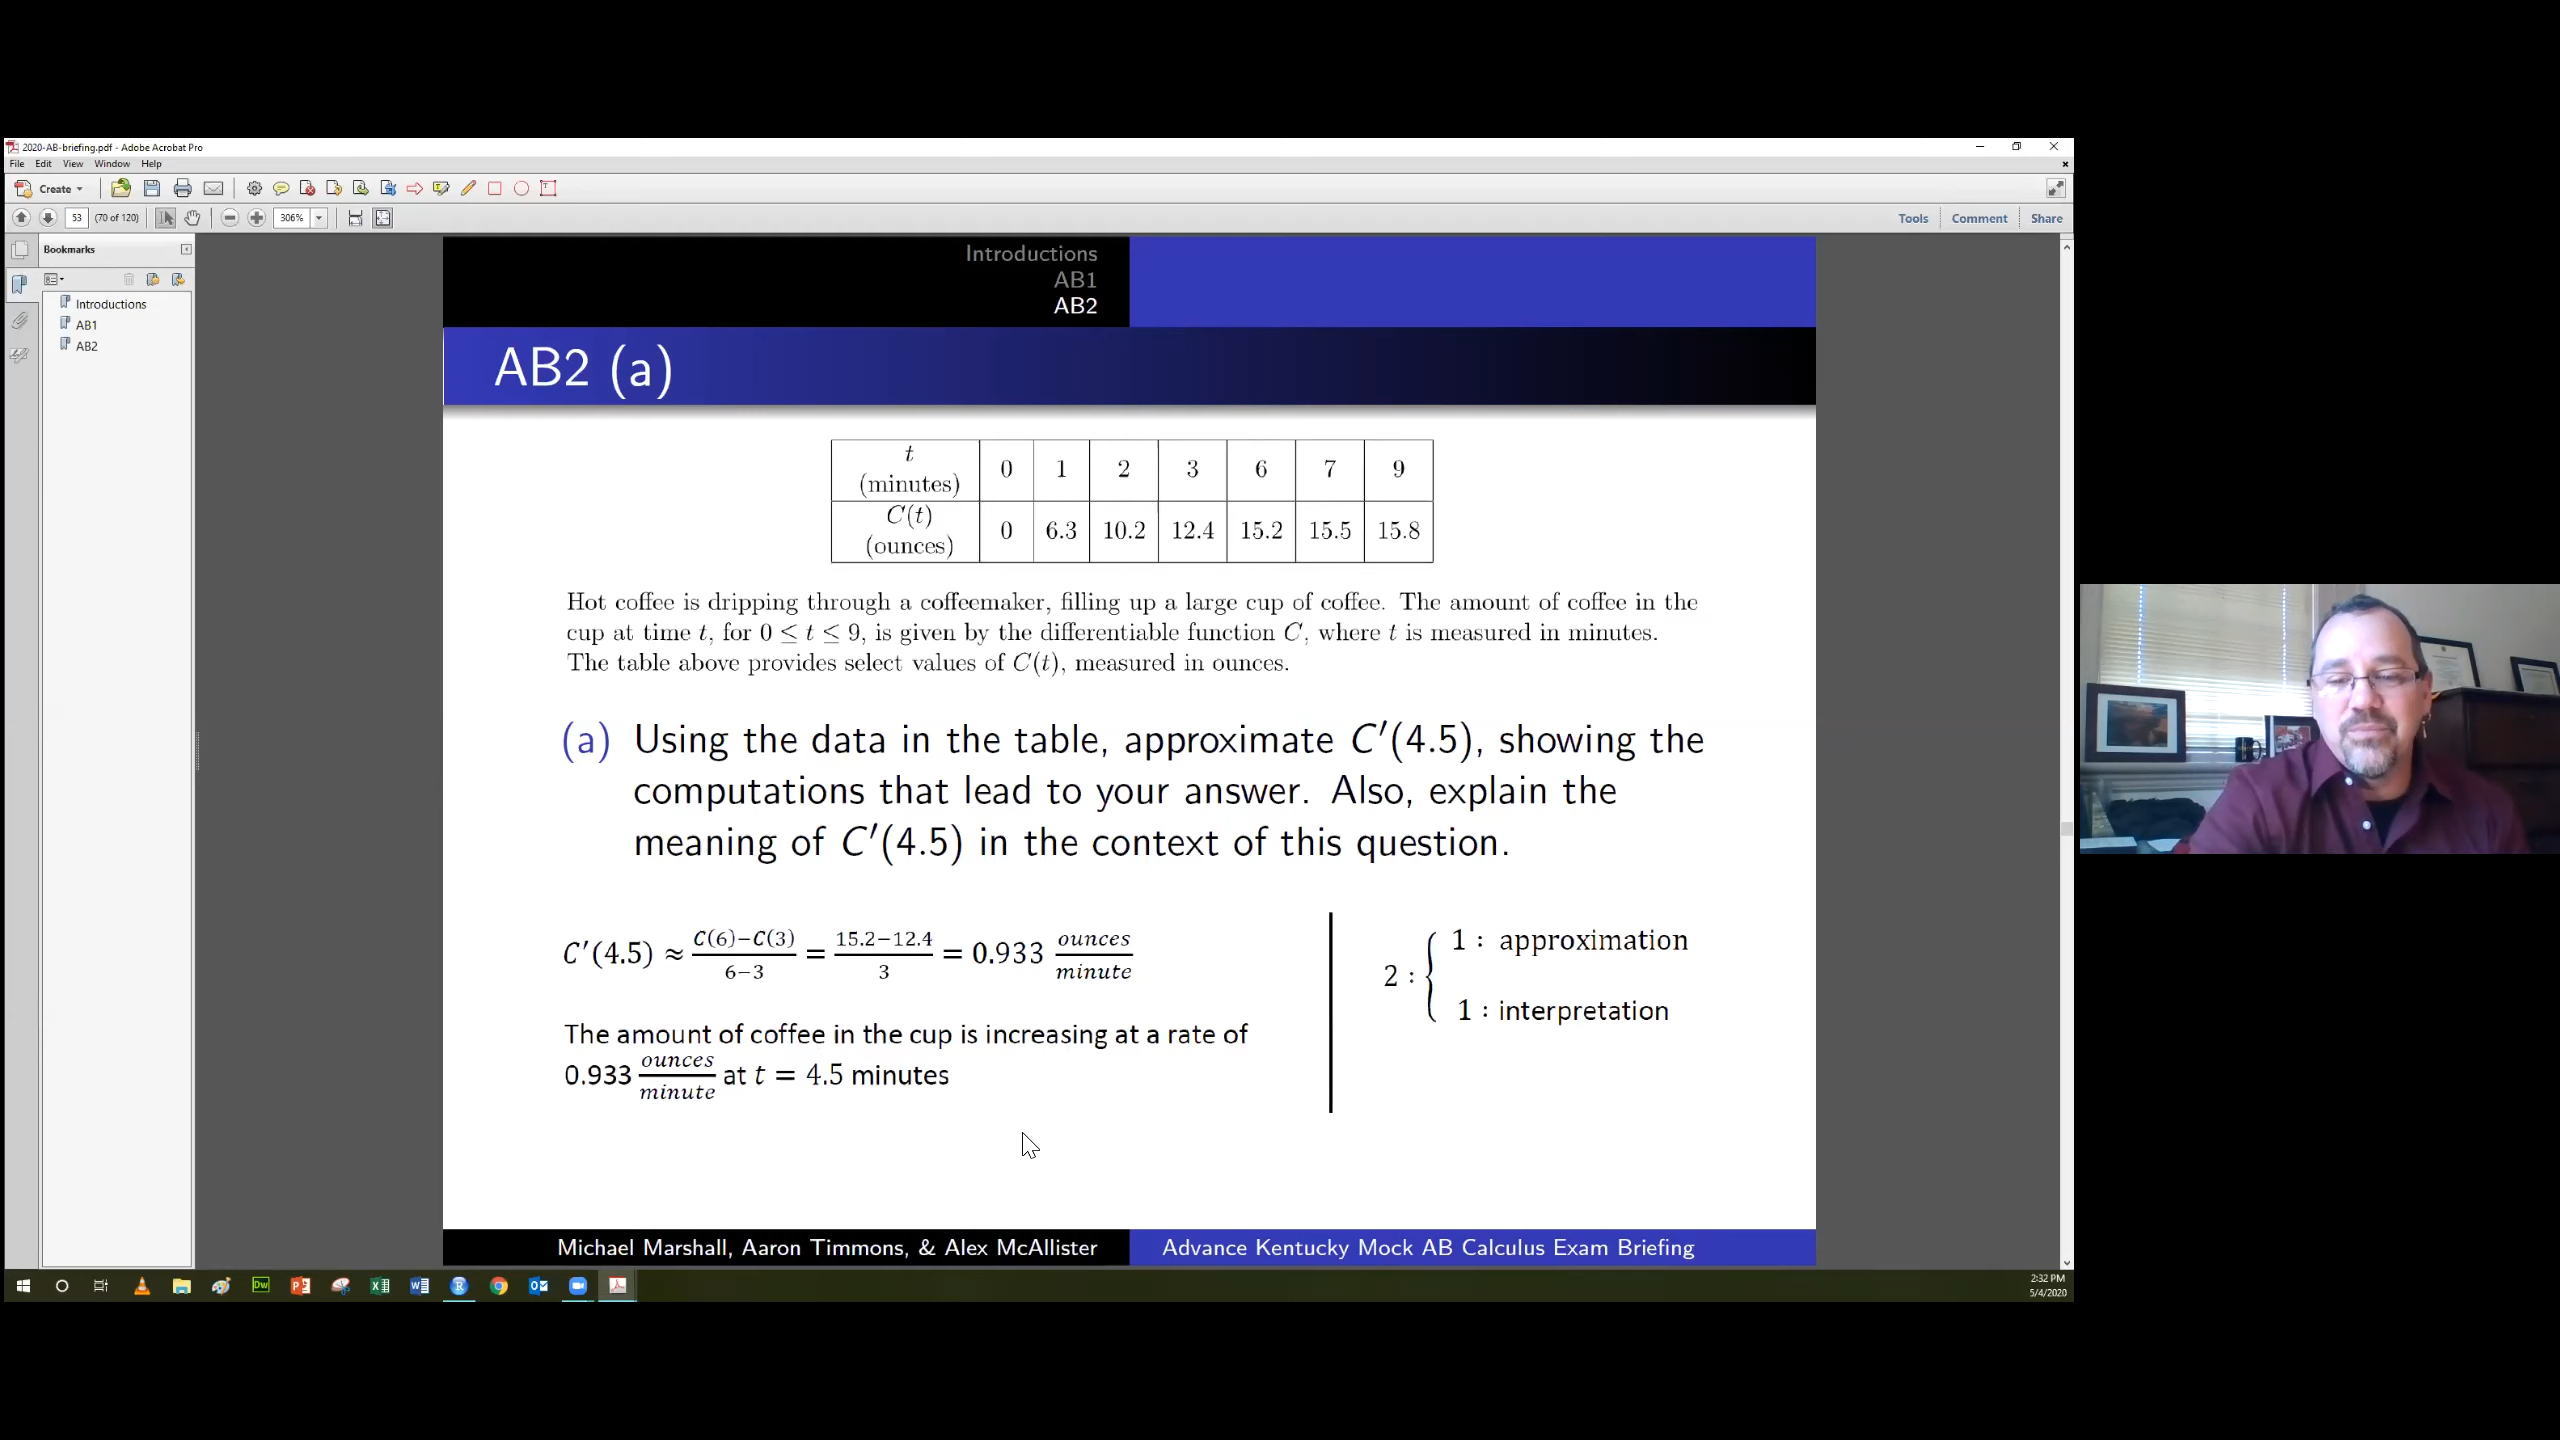 2020-AB-briefing.pdf - Adobe Acrobat Pro
File Edit View Window Help
Create
53 (70 of 120) 306% Tools Comment Share
Bookmarks
Introductions
AB1
AB2
Introductions
AB1
AB2
AB2 (a)
t (minutes) 0 1 2 3 6 7 9
C(t) (ounces) 0 6.3 10.2 12.4 15.2 15.5 15.8
Hot coffee is dripping through a coffeemaker, filling up a large cup of coffee. The amount of coffee in the
cup at time t, for 0 ≤ t ≤ 9, is given by the differentiable function C, where t is measured in minutes.
The table above provides select values of C(t), measured in ounces.
(a) Using the data in the table, approximate C′(4.5), showing the
computations that lead to your answer. Also, explain the
meaning of C′(4.5) in the context of this question.
C′(4.5) ≈ C(6)−C(3)/6−3 = 15.2−12.4/3 = 0.933 ounces/minute
The amount of coffee in the cup is increasing at a rate of
0.933 ounces/minute at t = 4.5 minutes
2 : { 1 : approximation
1 : interpretation
Michael Marshall, Aaron Timmons, & Alex McAllister Advance Kentucky Mock AB Calculus Exam Briefing
2:32 PM
5/4/2020